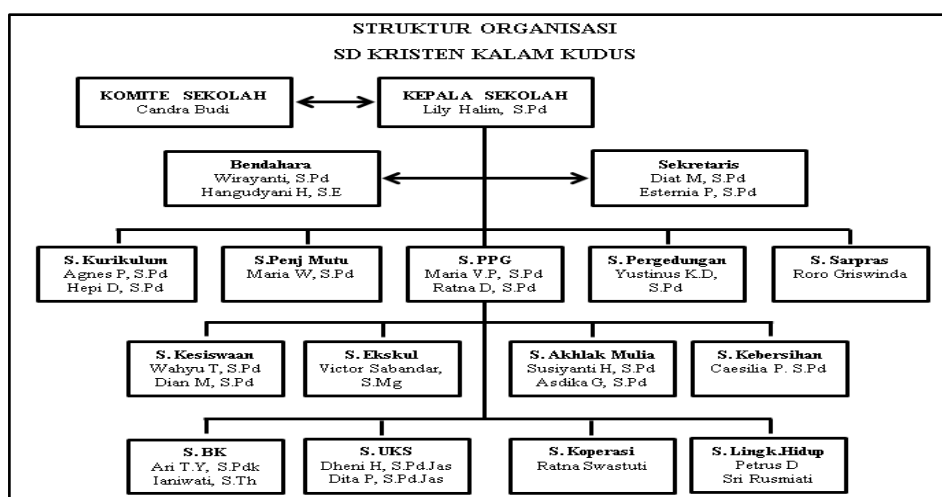 STRUKTUR ORGANISASI
SD KRISTEN KALAM KUDUS
KOMITE SEKOLAH
Candra Budi
KEPALA SEKOLAH
Lily Halim, S.Pd
Bendahara
Wirayanti, S.Pd
Hangudyani H, S.E
Sekretaris
Diat M, S.Pd
Esternia P, S.Pd
S. Kurikulum
Agnes P, S.Pd
Hepi D, S.Pd
S.Penj Mutu
Maria W, S.Pd
S. PPG
Maria V.P, S.Pd
Ratna D, S.Pd
S. Pergedungan
Yustinus K.D,
S.Pd
S. Sarpras
Roro Griswinda
S. Kesiswaan
Wahyu T, S.Pd
Dian M, S.Pd
S. Ekskul
Victor Sabandar,
S.Mg
S. Akhlak Mulia
Susiyanti H, S.Pd
Asdika G, S.Pd
S. Kebersihan
Caesilia P. S.Pd
S. BK
Ari T.Y, S.Pdk
Ianiwati, S.Th
S. UKS
Dheni H, S.Pd.Jas
Dita P, S.Pd.Jas
S. Koperasi
Ratna Swastuti
S. Lingk.Hidup
Petrus D
Sri Rusmiati